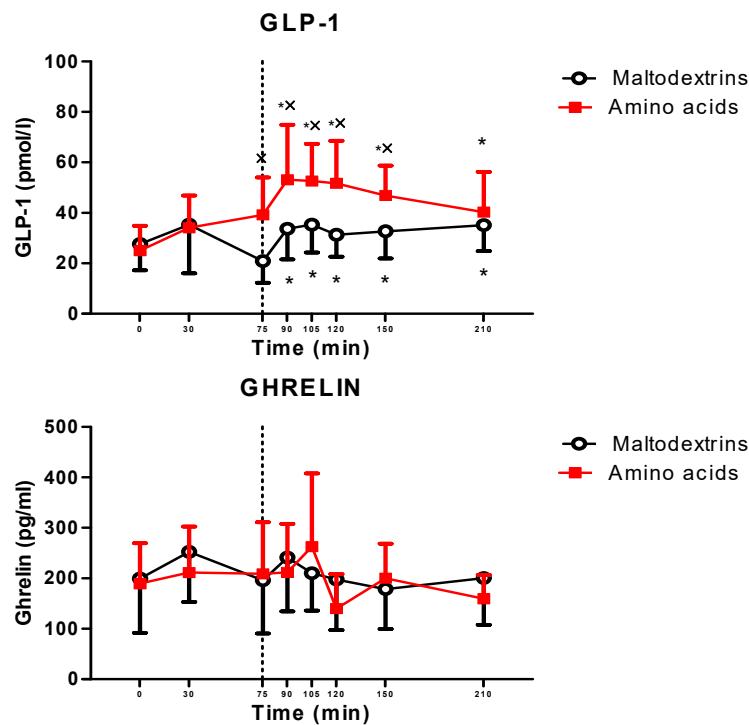 GLP-1
GLP-1 (pmol/l)
100
80
60
40
20
0
* × *× *× *× *
×
* * * * *
0 30 75 90 105 120 150 210
Time (min)
Maltodextrins
Amino acids
GHRELIN
Ghrelin (pg/ml)
500
400
300
200
100
0
0 30 75 90 105 120 150 210
Time (min)
Maltodextrins
Amino acids